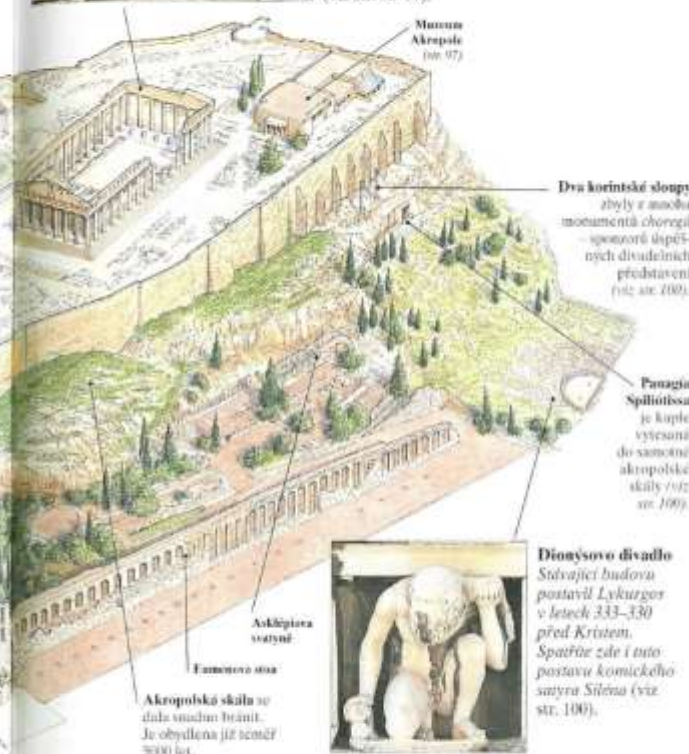 Museum
Akropole
(str. 97)
Dva korintské sloupy
zbyly z mnoha
monumentů choregů
– sponzorů úspěš-
ných divadelních
představení
(viz str. 100).
Panagía
Spiliótissa
je kaple
vytesaná
do samotné
akropolské
skály (viz
str. 100).
Dionýsovo divadlo
Stávající budovu
postavil Lykurgos
v letech 333–330
před Kristem.
Spatříte zde i tuto
postavu komického
satyra Siléna (viz
str. 100).
Asklépiova
svatyně
Eumenova stoa
Akropolská skála se
dala snadno bránit.
Je obydlena již téměř
5000 let.